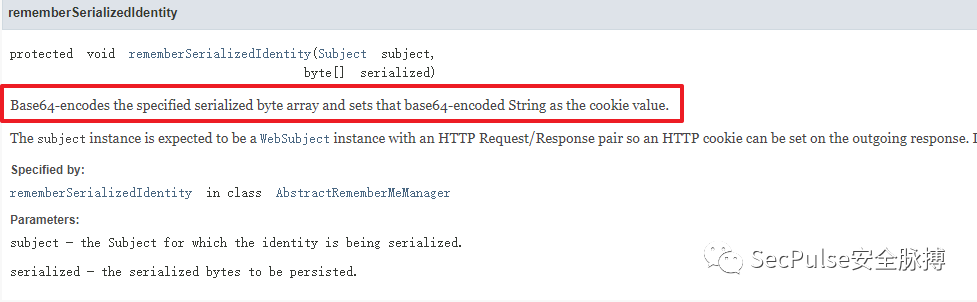 rememberSerializedIdentity
protected void rememberSerializedIdentity(Subject subject,
byte[] serialized)
Base64-encodes the specified serialized byte array and sets that base64-encoded String as the cookie value.
The subject instance is expected to be a WebSubject instance with an HTTP Request/Response pair so an HTTP cookie can be set on the outgoing response.
Specified by:
rememberSerializedIdentity in class AbstractRememberMeManager
Parameters:
subject - the Subject for which the identity is being serialized.
serialized - the serialized bytes to be persisted.
SecPulse安全脉搏